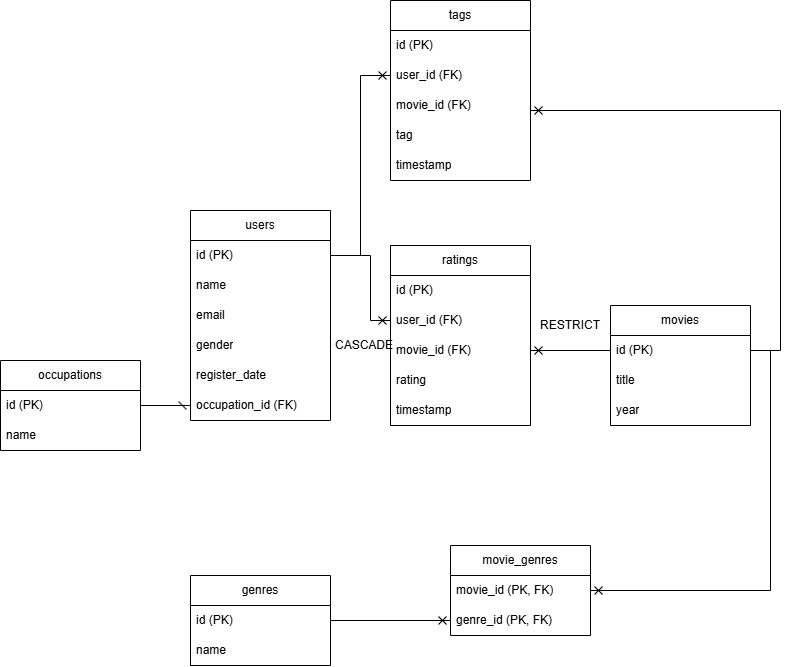 tags
id (PK)
user_id (FK)
movie_id (FK)
tag
timestamp
users
id (PK)
name
email
gender
register_date
occupation_id (FK)
ratings
id (PK)
user_id (FK)
movie_id (FK)
rating
timestamp
CASCADE
RESTRICT
movies
id (PK)
title
year
occupations
id (PK)
name
movie_genres
movie_id (PK, FK)
genre_id (PK, FK)
genres
id (PK)
name